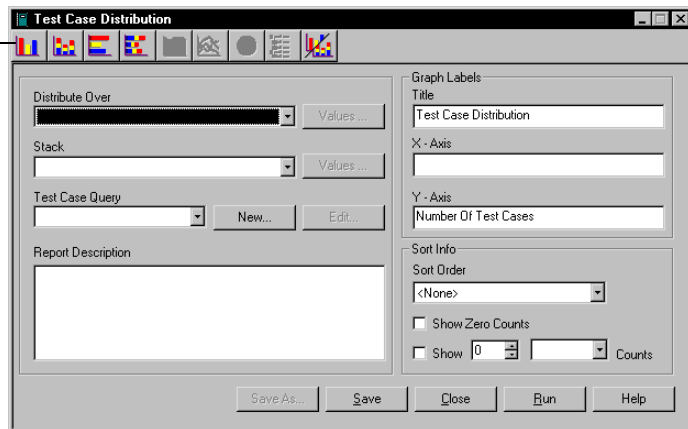 Test Case Distribution
Distribute Over
Values ...
Stack
Values ...
Test Case Query
New...
Edit...
Report Description
Graph Labels
Title
Test Case Distribution
X - Axis
Y - Axis
Number Of Test Cases
Sort Info
Sort Order
<None>
Show Zero Counts
Show 0 Counts
Save As...
Save
Close
Run
Help